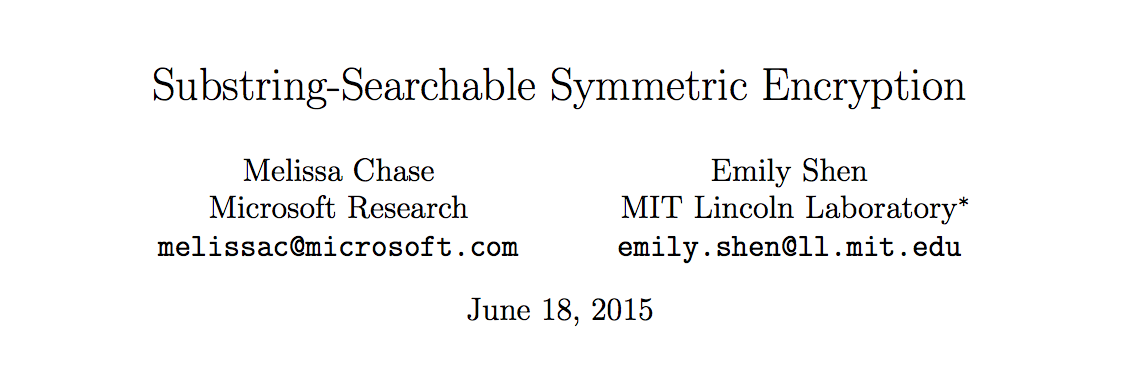 Substring-Searchable Symmetric Encryption
Melissa Chase
Microsoft Research
melissac@microsoft.com
Emily Shen
MIT Lincoln Laboratory*
emily.shen@ll.mit.edu
June 18, 2015